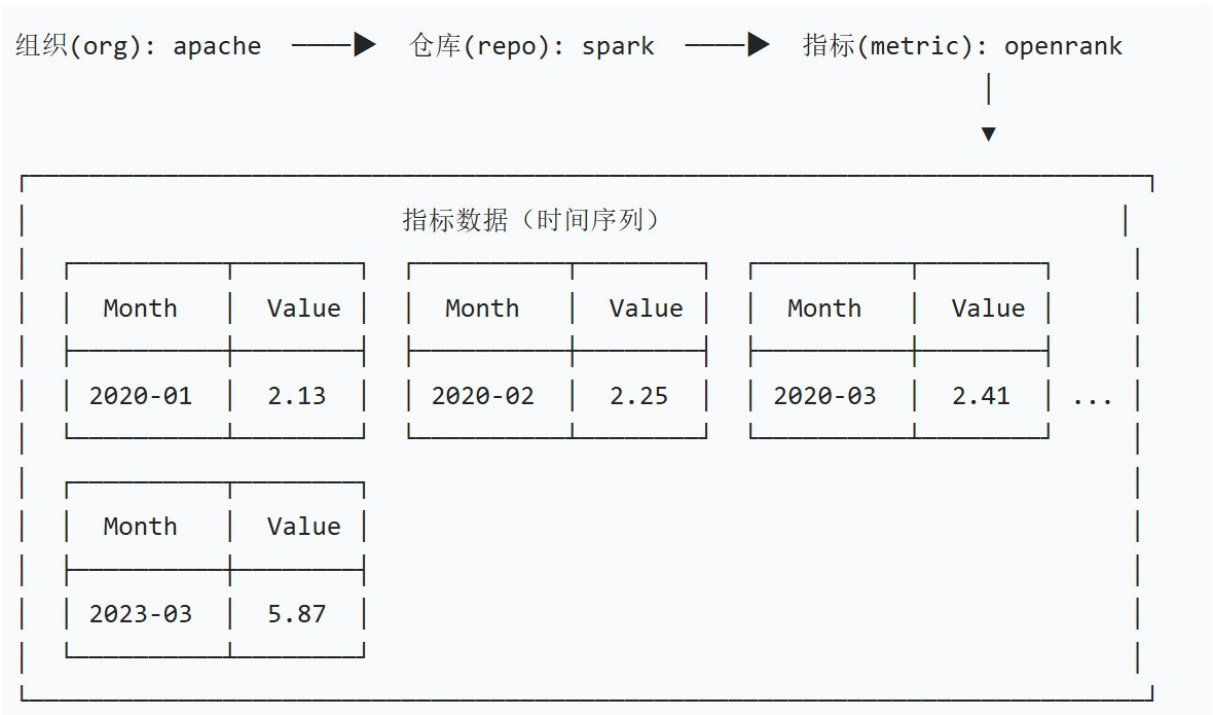 组织(org): apache ────▶ 仓库(repo): spark ────▶ 指标(metric): openrank
指标数据（时间序列）
Month Value Month Value Month Value
2020-01 2.13 2020-02 2.25 2020-03 2.41 ...
Month Value
2023-03 5.87